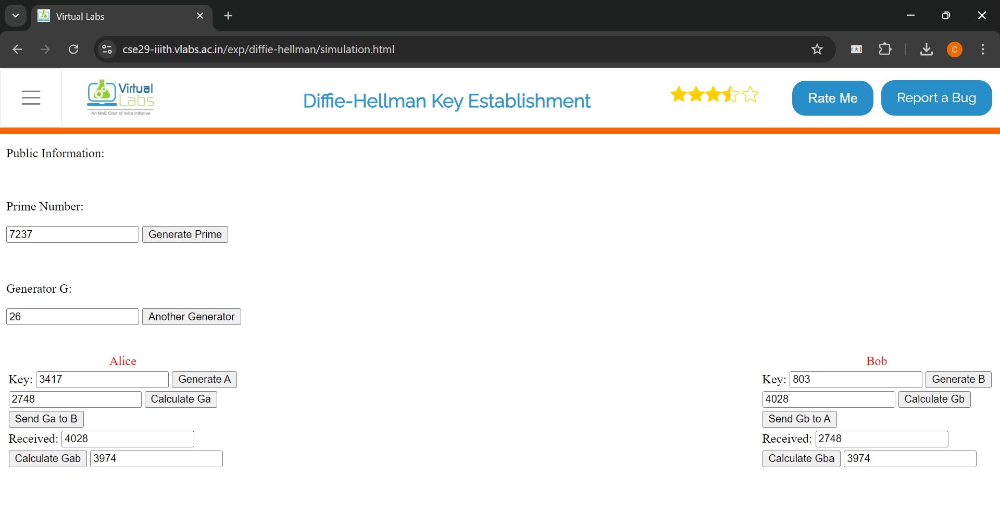 Virtual Labs
cse29-iiith.vlabs.ac.in/exp/diffie-hellman/simulation.html
C
Virtual
Labs
An MoE Govt of India Initiative
Diffie-Hellman Key Establishment
Rate Me
Report a Bug
Public Information:
Prime Number:
7237 Generate Prime
Generator G:
26 Another Generator
Alice
Key: 3417 Generate A
2748 Calculate Ga
Send Ga to B
Received: 4028
Calculate Gab 3974
Bob
Key: 803 Generate B
4028 Calculate Gb
Send Gb to A
Received: 2748
Calculate Gba 3974